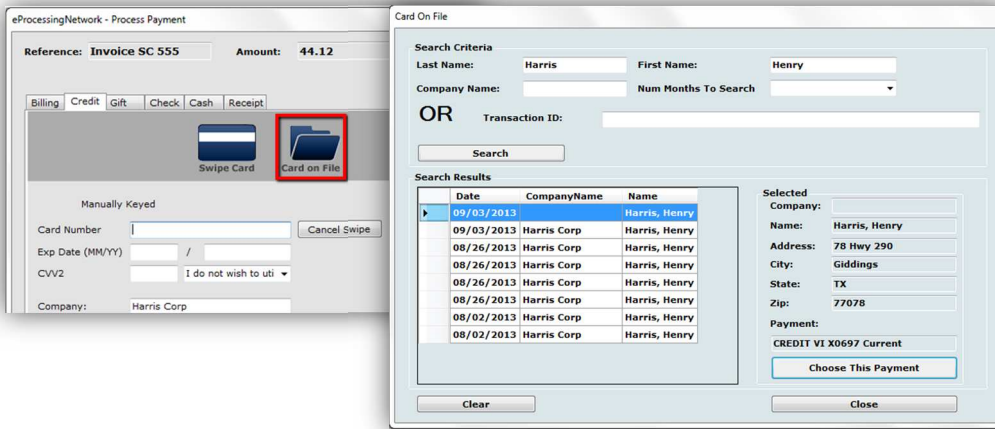 eProcessingNetwork - Process Payment
Reference: Invoice SC 555 Amount: 44.12
Billing Credit Gift Check Cash Receipt
Swipe Card Card on File
Manually Keyed
Card Number Cancel Swipe
Exp Date (MM/YY) /
CVV2 I do not wish to uti
Company: Harris Corp
Card On File
Search Criteria
Last Name: Harris First Name: Henry
Company Name: Num Months To Search
OR Transaction ID:
Search
Search Results
Date CompanyName Name
09/03/2013 Harris, Henry
09/03/2013 Harris Corp Harris, Henry
08/26/2013 Harris Corp Harris, Henry
08/26/2013 Harris Corp Harris, Henry
08/26/2013 Harris Corp Harris, Henry
08/26/2013 Harris Corp Harris, Henry
08/02/2013 Harris Corp Harris, Henry
08/02/2013 Harris Corp Harris, Henry
Selected
Company:
Name: Harris, Henry
Address: 78 Hwy 290
City: Giddings
State: TX
Zip: 77078
Payment:
CREDIT VI X0697 Current
Choose This Payment
Clear Close